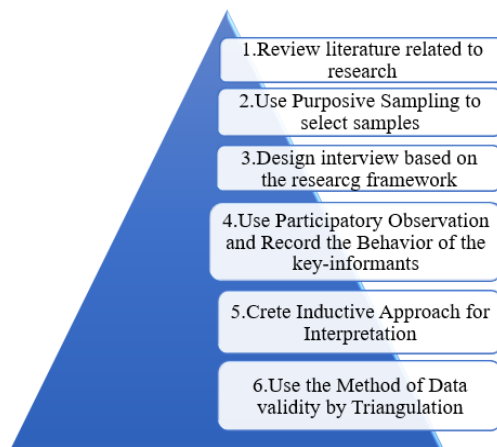 1.Review literature related to
research
2.Use Purposive Sampling to
select samples
3.Design interview based on
the researcg framework
4.Use Participatory Observation
and Record the Behavior of the
key-informants
5.Crete Inductive Approach for
Interpretation
6.Use the Method of Data
validity by Triangulation